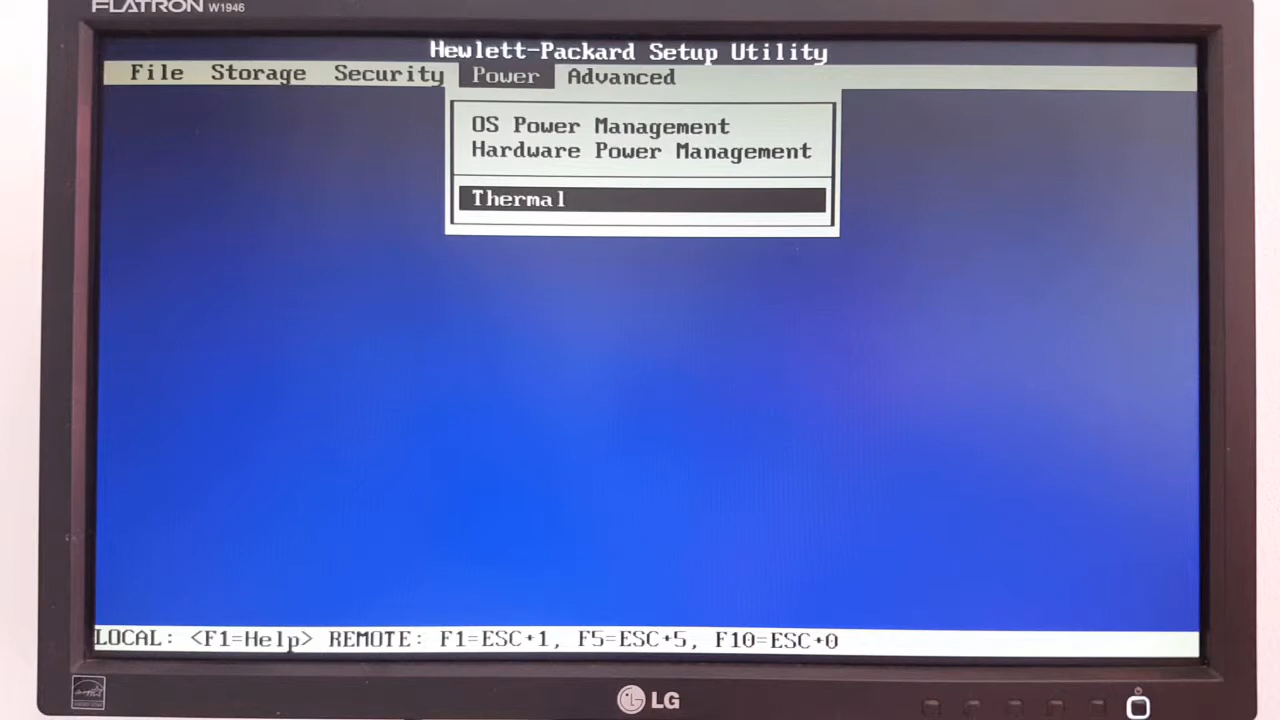 FLATRON W1946
Hewlett-Packard Setup Utility
File Storage Security Power Advanced
OS Power Management
Hardware Power Management
Thermal
LOCAL: <F1=Help> REMOTE: F1=ESC+1, F5=ESC+5, F10=ESC+0
LG